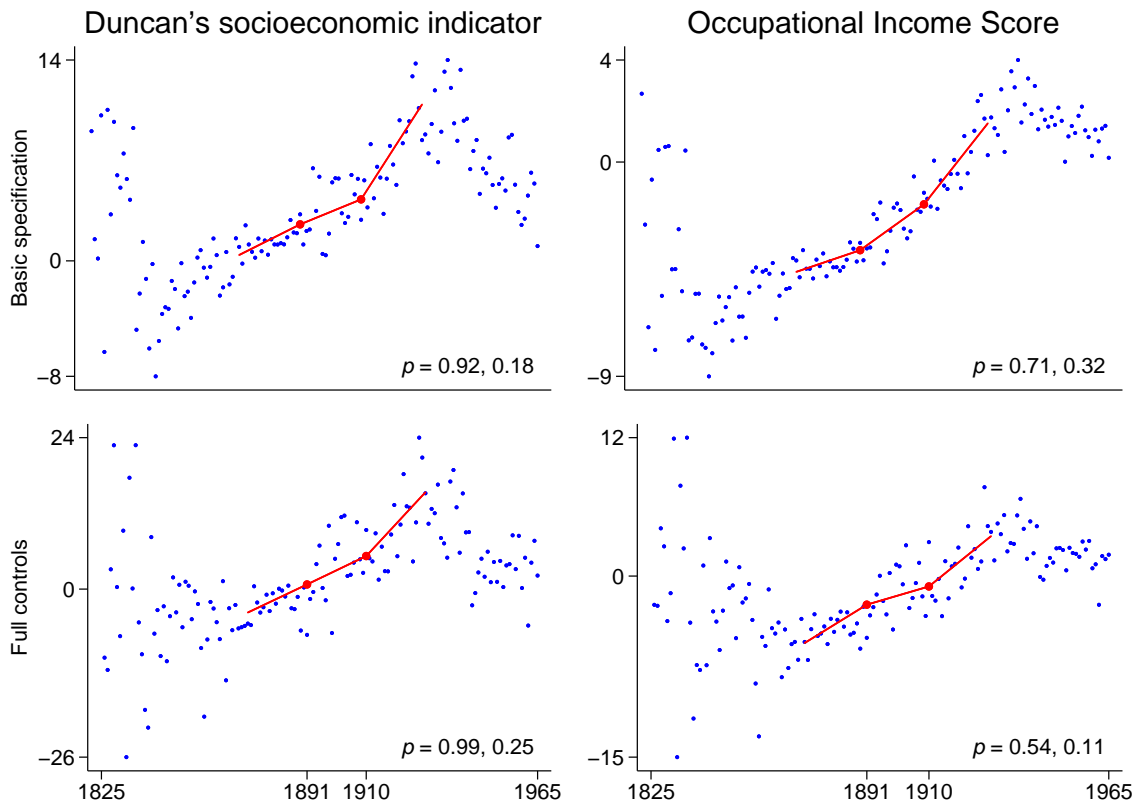 Duncan’s socioeconomic indicator
Occupational Income Score
Basic specification
14
0
−8
p = 0.92, 0.18
4
0
−9
p = 0.71, 0.32
Full controls
24
0
−26
p = 0.99, 0.25
1825
1891
1910
1965
12
0
−15
p = 0.54, 0.11
1825
1891
1910
1965